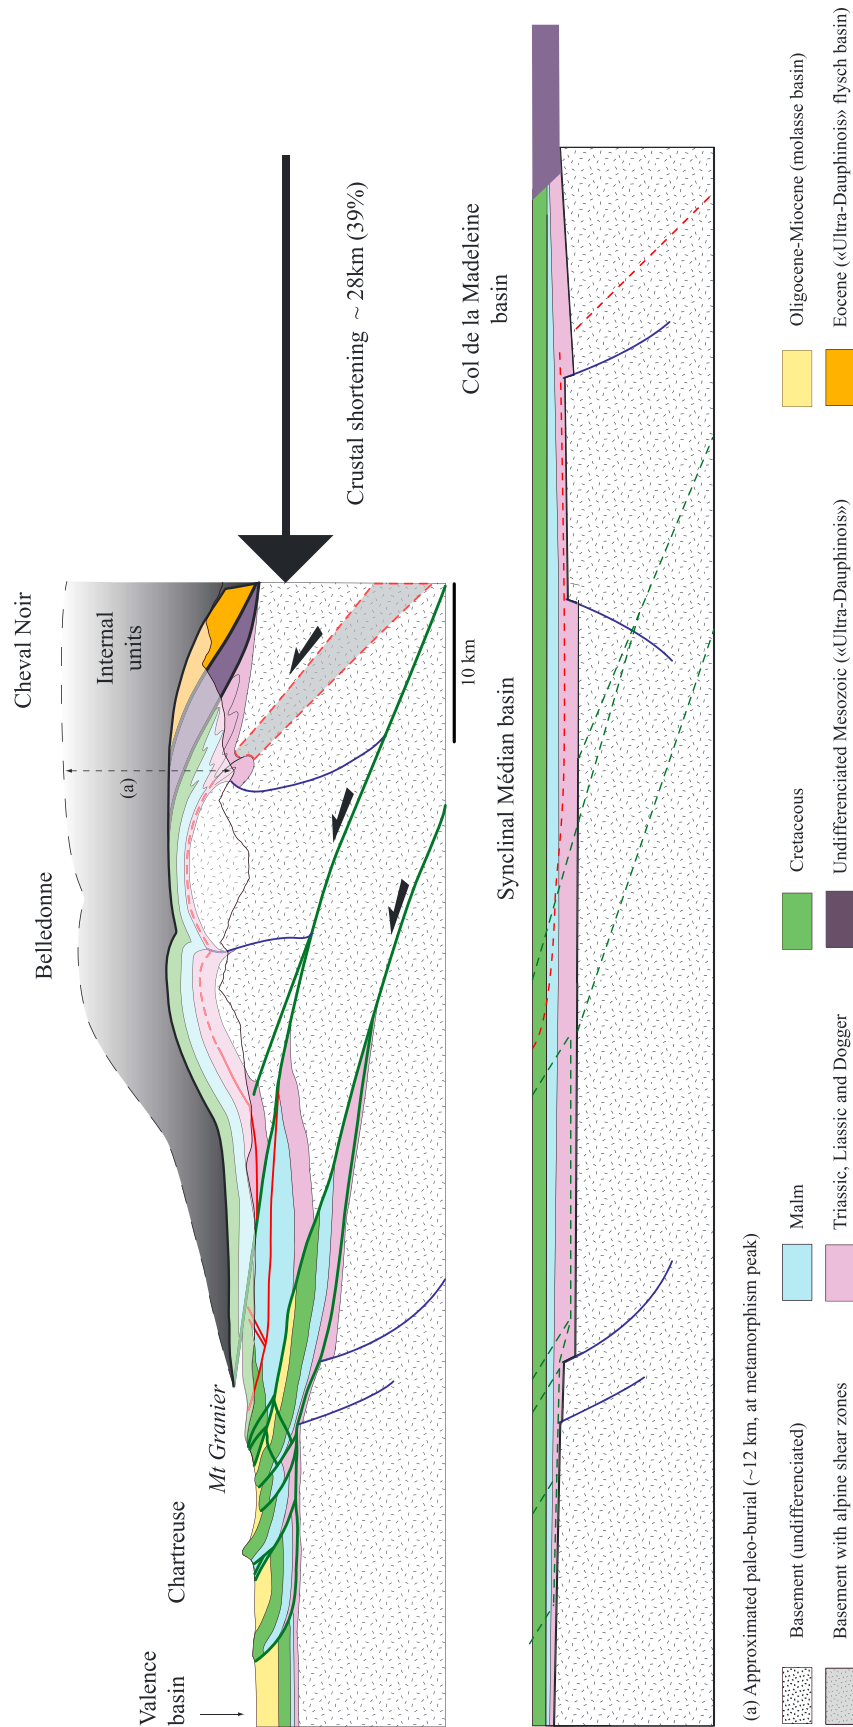 Cheval Noir
Belledonne
Internal
units
(a)
Mt Granier
Chartreuse
Valence
basin
Crustal shortening ~ 28km (39%)
10 km
Col de la Madeleine
basin
Synclinal Médian basin
(a) Approximated paleo-burial (~12 km, at metamorphism peak)
Basement (undifferenciated)
Malm
Cretaceous
Oligocene-Miocene (molasse basin)
Basement with alpine shear zones
Triassic, Liassic and Dogger
Undifferenciated Mesozoic («Ultra-Dauphinois»)
Eocene («Ultra-Dauphinois» flysch basin)